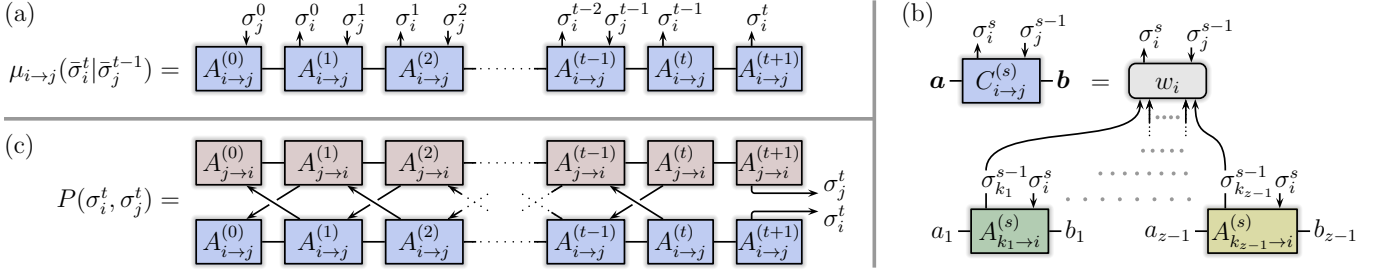 (a) σ_j^0 σ_i^0 σ_j^1 σ_i^1 σ_j^2 σ_i^{t−2} σ_j^{t−1} σ_i^{t−1} σ_i^t
μ_{i→j}(σ̄_i^t|σ̄_j^{t−1}) = A_{i→j}^{(0)} A_{i→j}^{(1)} A_{i→j}^{(2)} ······· A_{i→j}^{(t−1)} A_{i→j}^{(t)} A_{i→j}^{(t+1)}
(c)
A_{j→i}^{(0)} A_{j→i}^{(1)} A_{j→i}^{(2)} ······· A_{j→i}^{(t−1)} A_{j→i}^{(t)} A_{j→i}^{(t+1)}
σ_j^t
P(σ_i^t, σ_j^t) =
σ_i^t
A_{i→j}^{(0)} A_{i→j}^{(1)} A_{i→j}^{(2)} ······· A_{i→j}^{(t−1)} A_{i→j}^{(t)} A_{i→j}^{(t+1)}
(b)
σ_i^s σ_j^{s−1} σ_i^s σ_j^{s−1}
a C_{i→j}^{(s)} b = w_i
σ_{k_1}^{s−1} σ_i^s σ_{k_{z−1}}^{s−1} σ_i^s
a_1 A_{k_1→i}^{(s)} b_1 a_{z−1} A_{k_{z−1}→i}^{(s)} b_{z−1}